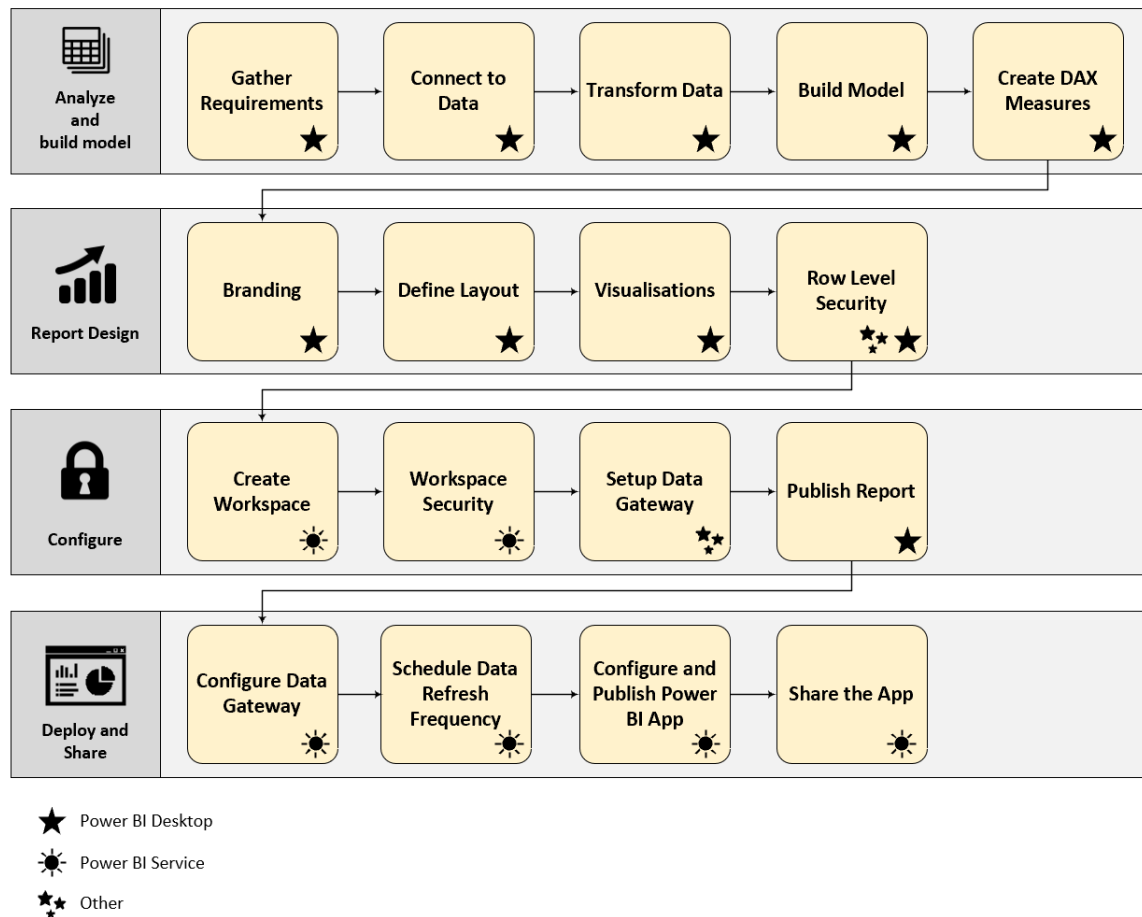 Analyze
and
build model
Gather
Requirements
Connect to
Data
Transform Data
Build Model
Create DAX
Measures
Report Design
Branding
Define Layout
Visualisations
Row Level
Security
Configure
Create
Workspace
Workspace
Security
Setup Data
Gateway
Publish Report
Deploy and
Share
Configure Data
Gateway
Schedule Data
Refresh
Frequency
Configure and
Publish Power
BI App
Share the App
Power BI Desktop
Power BI Service
Other